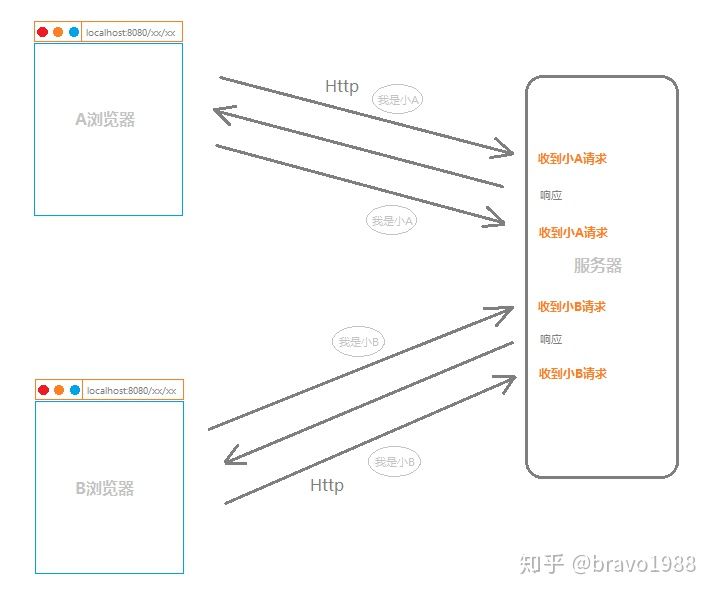 localhost:8080/xx/xx
A浏览器
Http
我是小A
我是小A
收到小A请求
响应
收到小A请求
服务器
收到小B请求
响应
收到小B请求
我是小B
localhost:8080/xx/xx
B浏览器
我是小B
Http
知乎 @bravo1988